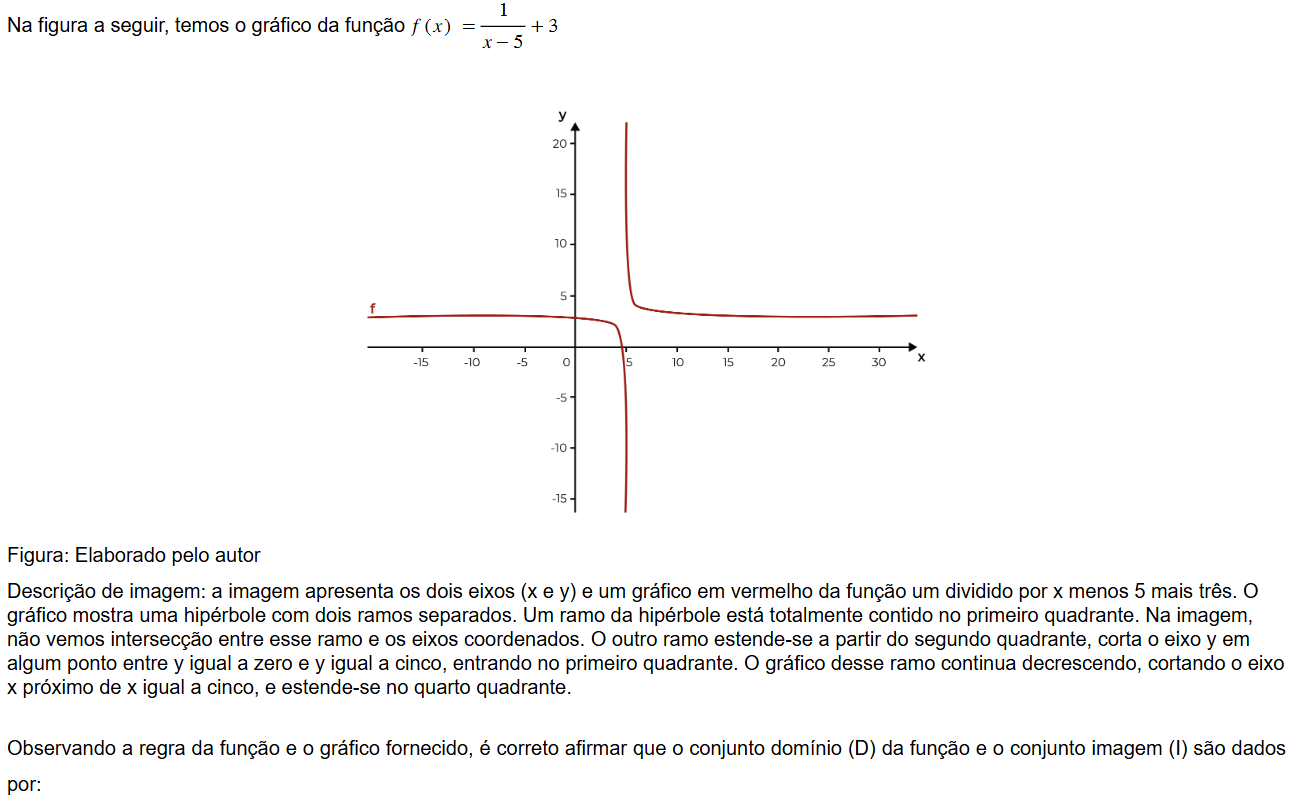 Na figura a seguir, temos o gráfico da função f (x) = 1/(x − 5) + 3
y
20
15
10
5
f
-15 -10 -5 0 5 10 15 20 25 30 x
-5
-10
-15
Figura: Elaborado pelo autor
Descrição de imagem: a imagem apresenta os dois eixos (x e y) e um gráfico em vermelho da função um dividido por x menos 5 mais três. O
gráfico mostra uma hipérbole com dois ramos separados. Um ramo da hipérbole está totalmente contido no primeiro quadrante. Na imagem,
não vemos intersecção entre esse ramo e os eixos coordenados. O outro ramo estende-se a partir do segundo quadrante, corta o eixo y em
algum ponto entre y igual a zero e y igual a cinco, entrando no primeiro quadrante. O gráfico desse ramo continua decrescendo, cortando o eixo
x próximo de x igual a cinco, e estende-se no quarto quadrante.
Observando a regra da função e o gráfico fornecido, é correto afirmar que o conjunto domínio (D) da função e o conjunto imagem (I) são dados
por: